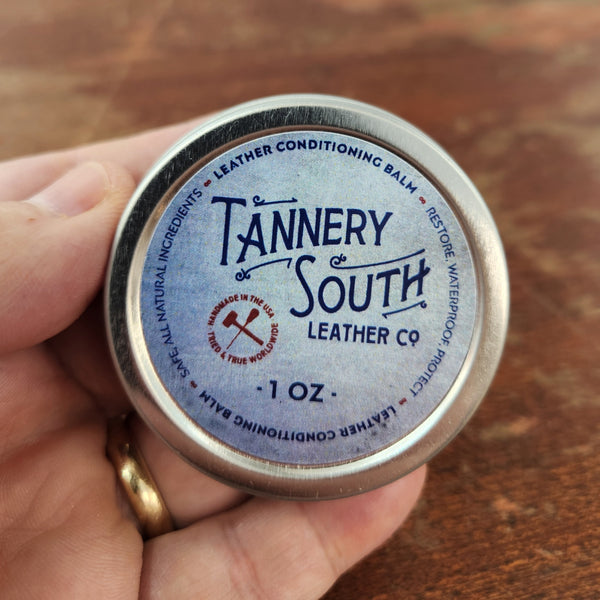 LEATHER CONDITIONING BALM
RESTORE, WATERPROOF PROTECT
LEATHER CONDITIONING BALM
SAFE, ALL NATURAL INGREDIENTS
TANNERY
SOUTH
LEATHER CO
HANDMADE IN THE USA
TRIED & TRUE WORLDWIDE
- 1 OZ -